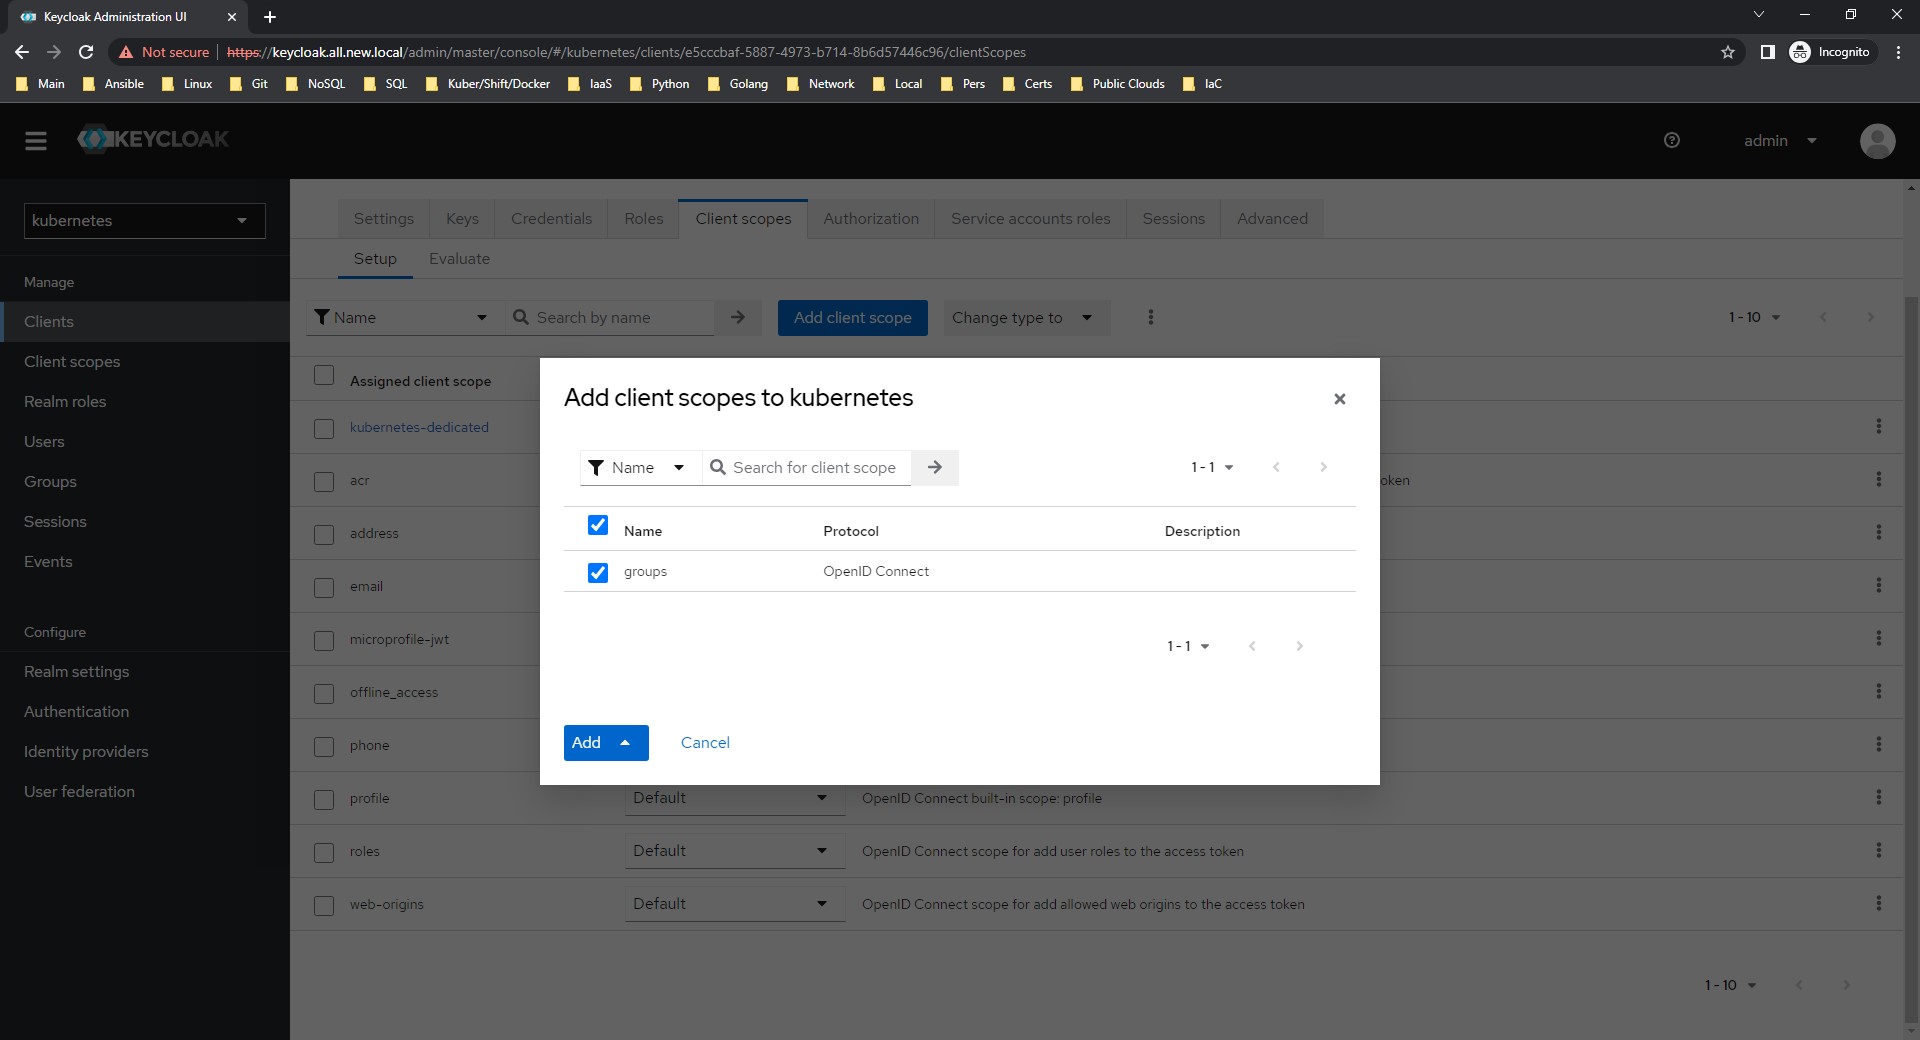 Keycloak Administration UI
Not secure https://keycloak.all.new.local/admin/master/console/#/kubernetes/clients/e5cccbaf-5887-4973-b714-8b6d57446c96/clientScopes Incognito
Main Ansible Linux Git NoSQL SQL Kuber/Shift/Docker IaaS Python Golang Network Local Pers Certs Public Clouds IaC
KEYCLOAK admin
kubernetes
Manage
Clients
Client scopes
Realm roles
Users
Groups
Sessions
Events
Configure
Realm settings
Authentication
Identity providers
User federation
Settings Keys Credentials Roles Client scopes Authorization Service accounts roles Sessions Advanced
Setup Evaluate
Name Search by name Add client scope Change type to 1 - 10
Assigned client scope
kubernetes-dedicated
acr oken
address
email
microprofile-jwt
offline_access
phone
profile Default OpenID Connect built-in scope: profile
roles Default OpenID Connect scope for add user roles to the access token
web-origins Default OpenID Connect scope for add allowed web origins to the access token
1 - 10
Add client scopes to kubernetes
Name Search for client scope 1 - 1
Name Protocol Description
groups OpenID Connect
1 - 1
Add Cancel